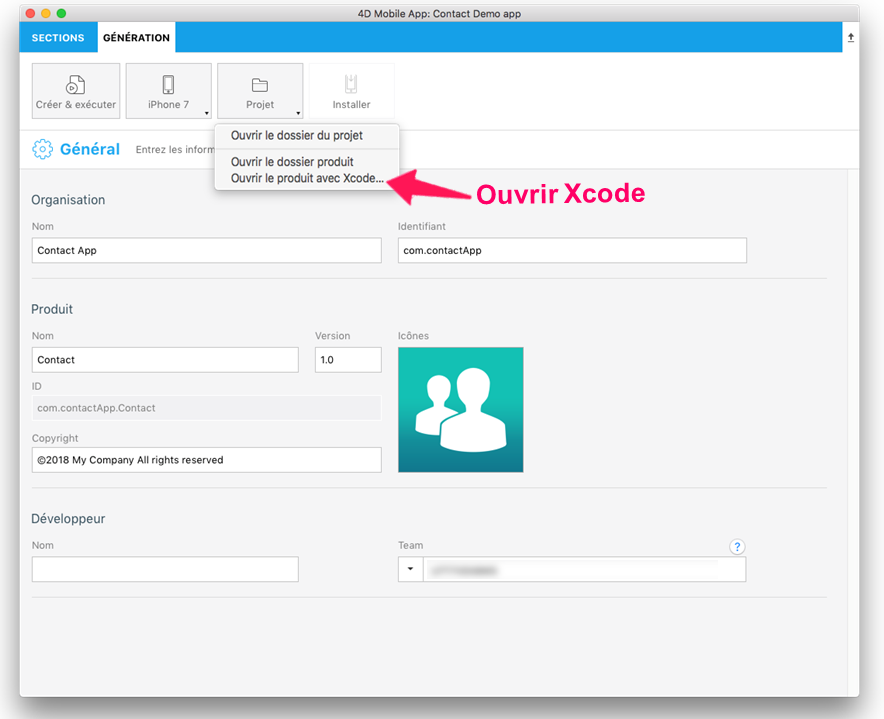 4D Mobile App: Contact Demo app
SECTIONS GÉNÉRATION
Créer & exécuter iPhone 7 Projet Installer
Ouvrir le dossier du projet
Général Entrez les inform
Ouvrir le dossier produit
Ouvrir le produit avec Xcode...
Ouvrir Xcode
Organisation
Nom Identifiant
Contact App com.contactApp
Produit
Nom Version Icônes
Contact 1.0
ID
com.contactApp.Contact
Copyright
©2018 My Company All rights reserved
Développeur
Nom Team ?